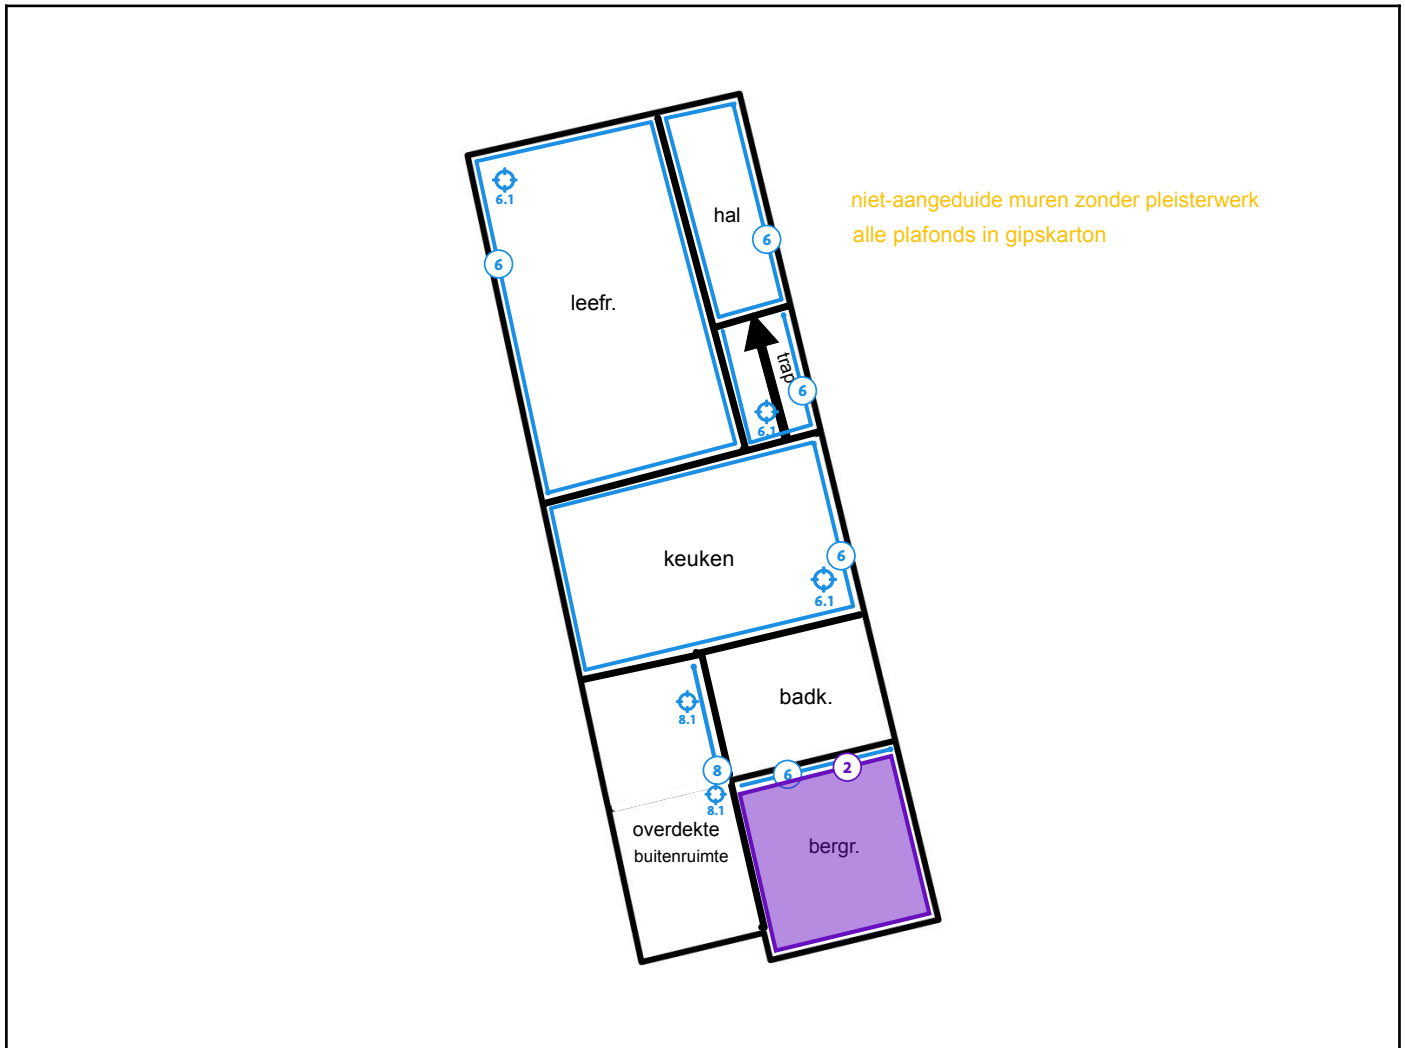 6.1
hal
niet-aangeduide muren zonder pleisterwerk
alle plafonds in gipskarton
6
6
leefr.
trap
6
6.1
keuken
6
6.1
badk.
8.1
8
6
2
8.1
overdekte
buitenruimte
bergr.